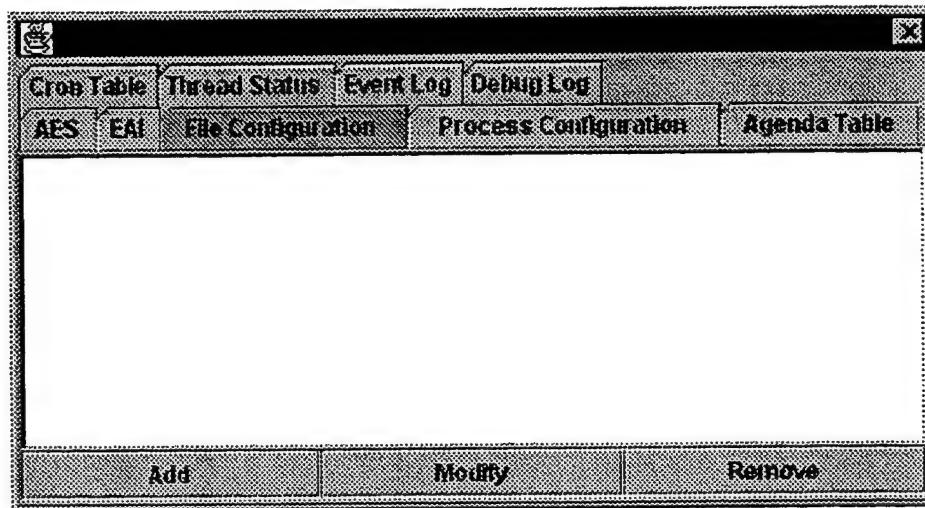 Cron Table Thread Status Event Log Debug Log
AES EAI File Configuration Process Configuration Agenda Table
Add Modify Remove